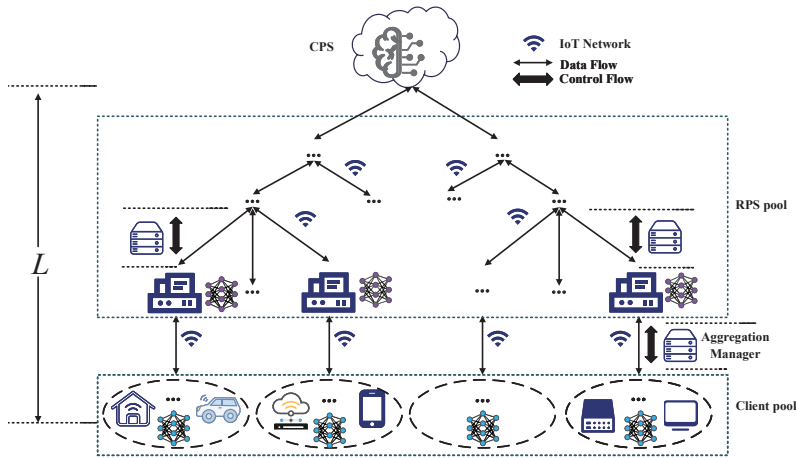 CPS
IoT Network
Data Flow
Control Flow
RPS pool
L
Aggregation
Manager
Client pool